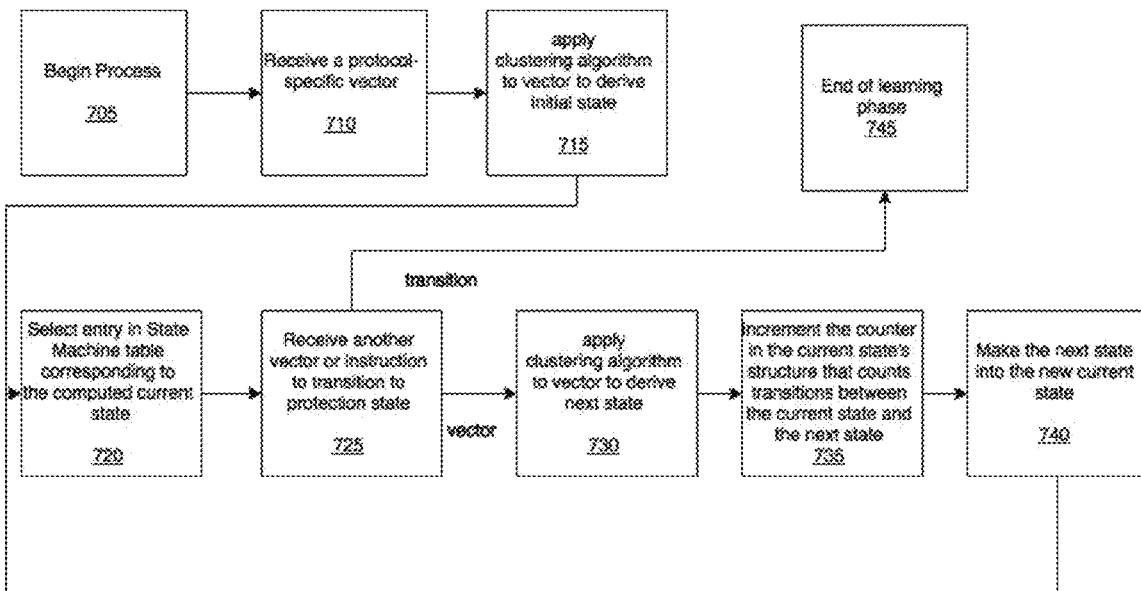 Begin Process
705
Receive a protocol-
specific vector
710
apply
clustering algorithm
to vector to derive
initial state
715
End of learning
phase
745
transition
Select entry in State
Machine table
corresponding to
the computed current
state
720
Receive another
vector or instruction
to transition to
protection state
725
vector
apply
clustering algorithm
to vector to derive
next state
730
Increment the counter
in the current state's
structure that counts
transitions between
the current state and
the next state
735
Make the next state
into the new current
state
740